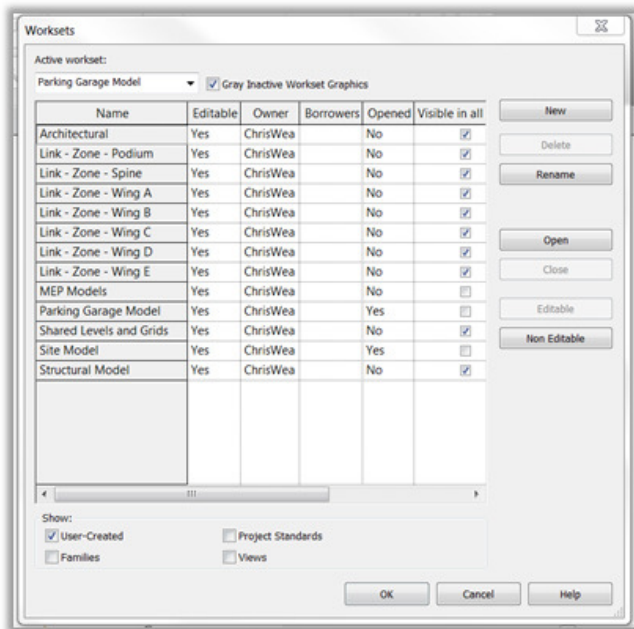 Worksets
Active workset:
Parking Garage Model Gray Inactive Workset Graphics
Name Editable Owner Borrowers Opened Visible in all
Architectural Yes ChrisWea No
Link - Zone - Podium Yes ChrisWea No
Link - Zone - Spine Yes ChrisWea No
Link - Zone - Wing A Yes ChrisWea No
Link - Zone - Wing B Yes ChrisWea No
Link - Zone - Wing C Yes ChrisWea No
Link - Zone - Wing D Yes ChrisWea No
Link - Zone - Wing E Yes ChrisWea No
MEP Models Yes ChrisWea No
Parking Garage Model Yes ChrisWea Yes
Shared Levels and Grids Yes ChrisWea No
Site Model Yes ChrisWea Yes
Structural Model Yes ChrisWea No
New
Delete
Rename
Open
Close
Editable
Non Editable
Show:
User-Created Project Standards
Families Views
OK Cancel Help